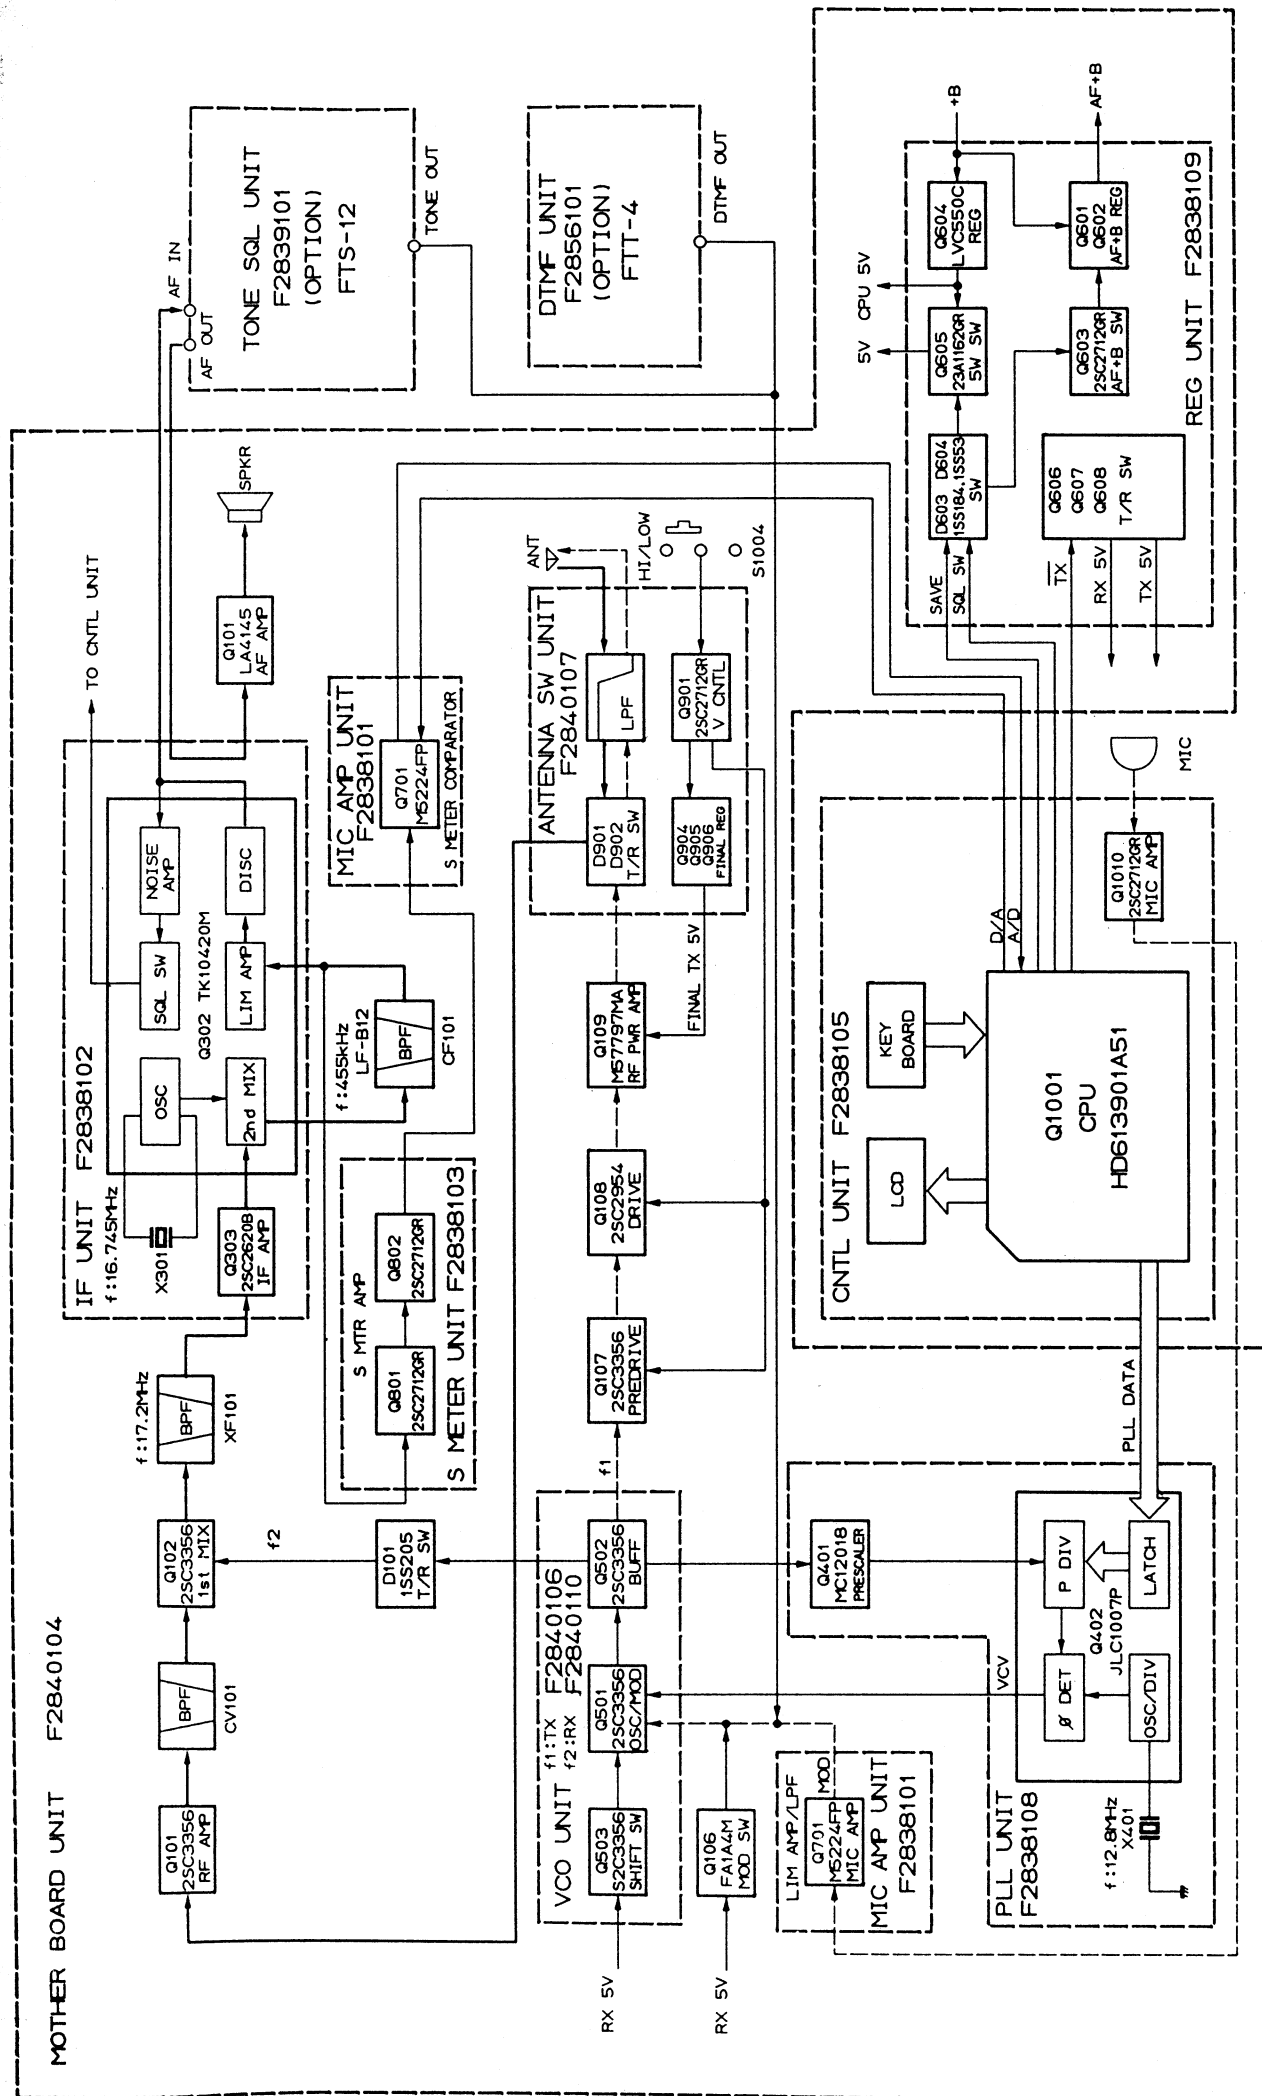 MOTHER BOARD UNIT F2840104
Q101
2SC3356
RF AMP
BPF
CV101
Q102
2SC3356
1st MIX
f2
f:17.2MHz
BPF
XF101
IF UNIT F2838102
f:16.745MHz
X301
Q303
2SC2620B
IF AMP
OSC
2nd MIX
Q302 TK10420M
SQL SW
LIM AMP
NOISE
AMP
DISC
TO CNTL UNIT
Q101
LA4145
AF AMP
SPKR
AF IN
AF OUT
TONE SQL UNIT
F2839101
(OPTION)
FTS-12
TONE OUT
DTMF UNIT
F2856101
(OPTION)
FTT-4
DTMF OUT
f:455kHz
LF-B12
BPF
CF101
S MTR AMP
Q801
2SC2712GR
Q802
2SC2712GR
S METER UNIT F2838103
MIC AMP UNIT
F2838101
Q701
M5224FP
S METER COMPARATOR
D101
1SS205
T/R SW
VCO UNIT
f1:TX F2840106
f2:RX F2840110
Q503
S2C3356
SHIFT SW
Q501
2SC3356
OSC/MOD
Q502
2SC3356
BUFF
RX 5V
f1
Q107
2SC3356
PREDRIVE
Q108
2SC2954
DRIVE
Q109
M57797MA
RF PWR AMP
FINAL TX 5V
ANTENNA SW UNIT
F2840107
D901
D902
T/R SW
LPF
ANT
Q904
Q905
Q906
FINAL REG
Q901
2SC2712GR
V CNTL
HI/LOW
S1004
RX 5V
Q106
FA1A4M
MOD SW
LIM AMP/LPF
Q701
M5224FP
MIC AMP
MOD
MIC AMP UNIT
F2838101
VCV
PLL UNIT
F2838108
f:12.8MHz
X401
Q401
MC12018
PRESCALER
P DIV
LATCH
Q402
JLC1007P
Ø DET
OSC/DIV
PLL DATA
CNTL UNIT F2838105
LCD
KEY
BOARD
Q1001
CPU
HD613901A51
D/A
A/D
Q1010
2SC2712GR
MIC AMP
MIC
SAVE
SQL SW
TX
RX 5V
TX 5V
D603 D604
1SS184,1SS53
SW
Q606
Q607
Q608
T/R SW
5V
CPU 5V
Q605
23A1162GR
5W SW
Q604
LVC550C
REG
+B
Q603
2SC2712GR
AF+B SW
Q601
Q602
AF+B REG
AF+B
REG UNIT F2838109